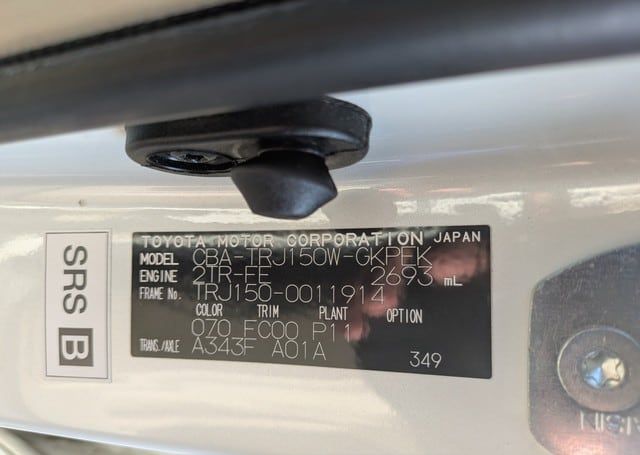 TOYOTA MOTOR CORPORATION JAPAN
MODEL CBA-TRJ150W-GKPEK
ENGINE 2TR-FE 2693 mL
FRAME No. TRJ150-0011914
COLOR TRIM PLANT OPTION
070 FC00 P11
TRANS./AXLE A343F A01A
349
SRS B